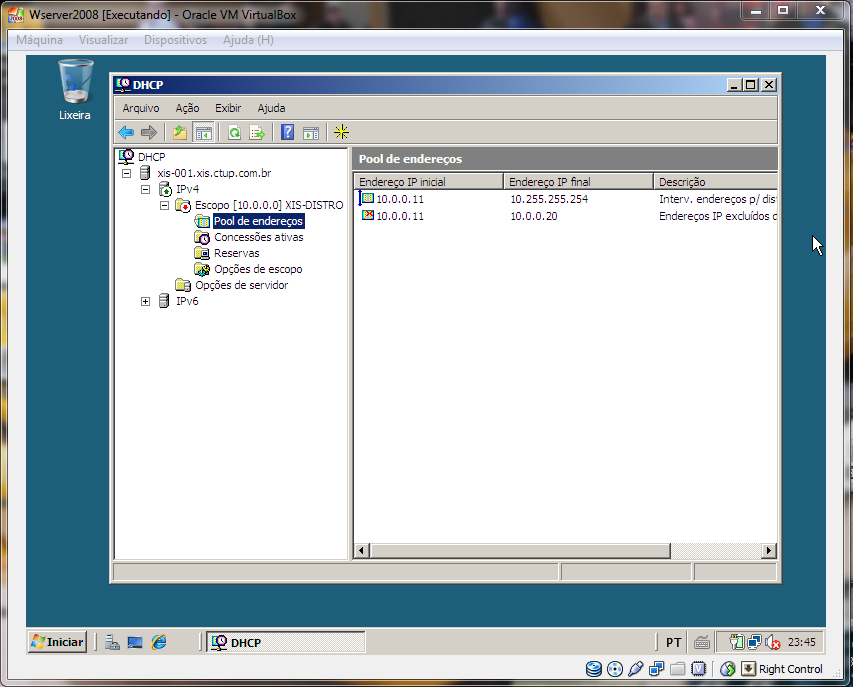 Wserver2008 [Executando] - Oracle VM VirtualBox
Máquina Visualizar Dispositivos Ajuda (H)
Lixeira
DHCP
Arquivo Ação Exibir Ajuda
DHCP
xis-001.xis.ctup.com.br
IPv4
Escopo [10.0.0.0] XIS-DISTRO
Pool de endereços
Concessões ativas
Reservas
Opções de escopo
Opções de servidor
IPv6
Pool de endereços
Endereço IP inicial Endereço IP final Descrição
10.0.0.11 10.255.255.254 Interv. endereços p/ dis
10.0.0.11 10.0.0.20 Endereços IP excluídos d
Iniciar DHCP PT 23:45
Right Control